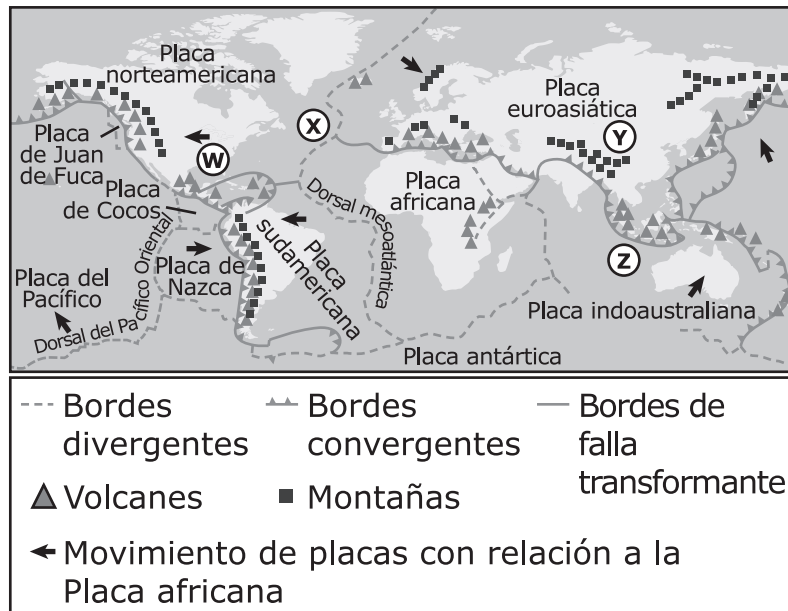 Placa
norteamericana
X
Placa
euroasiática
Y
Placa
de Juan
de Fuca
W
Placa
de Cocos
Placa
africana
Dorsal mesoatlántica
Placa
sudamericana
Placa de
Nazca
Z
Placa del
Pacífico
Dorsal del Pacífico Oriental
Placa indoaustraliana
Placa antártica
Bordes
divergentes
Bordes
convergentes
Bordes de
falla
transformante
Volcanes
Montañas
Movimiento de placas con relación a la
Placa africana